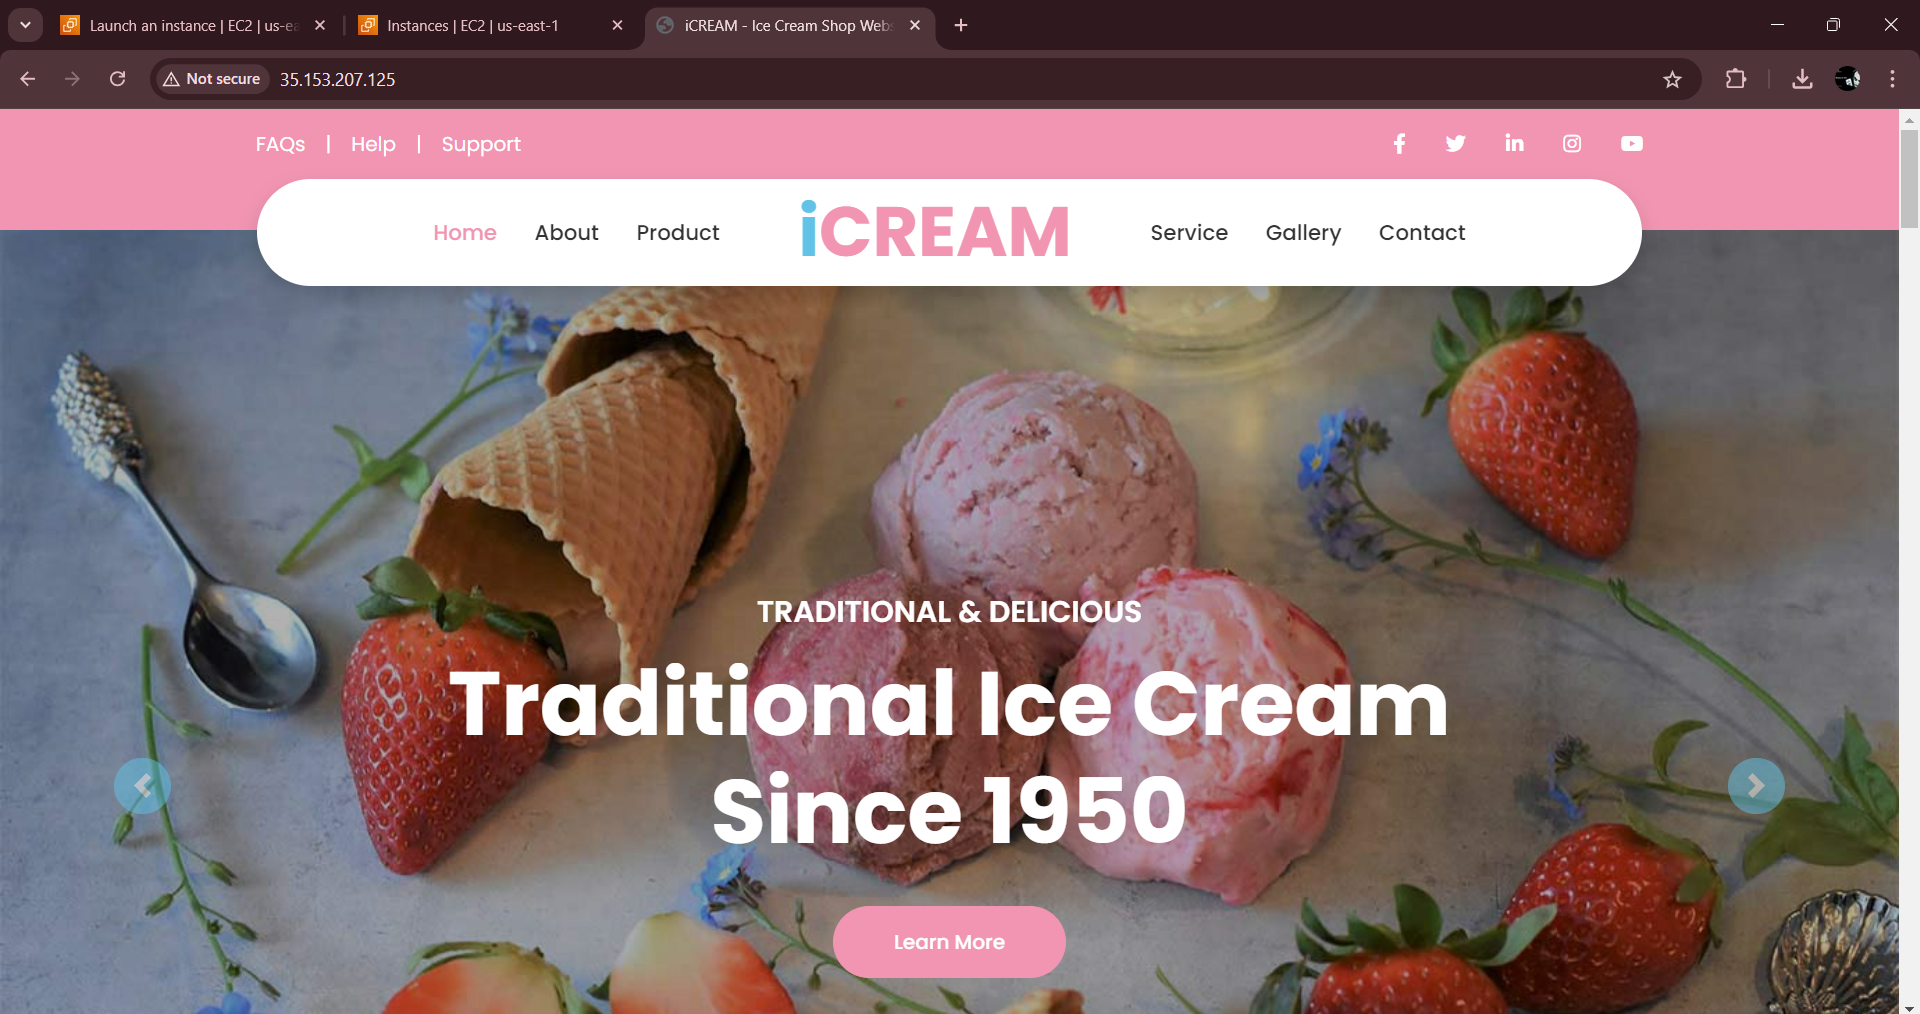 Launch an instance | EC2 | us-ea
Instances | EC2 | us-east-1
iCREAM - Ice Cream Shop Webs
Not secure
35.153.207.125
FAQs | Help | Support
Home
About
Product
iCREAM
Service
Gallery
Contact
TRADITIONAL & DELICIOUS
Traditional Ice Cream
Since 1950
Learn More